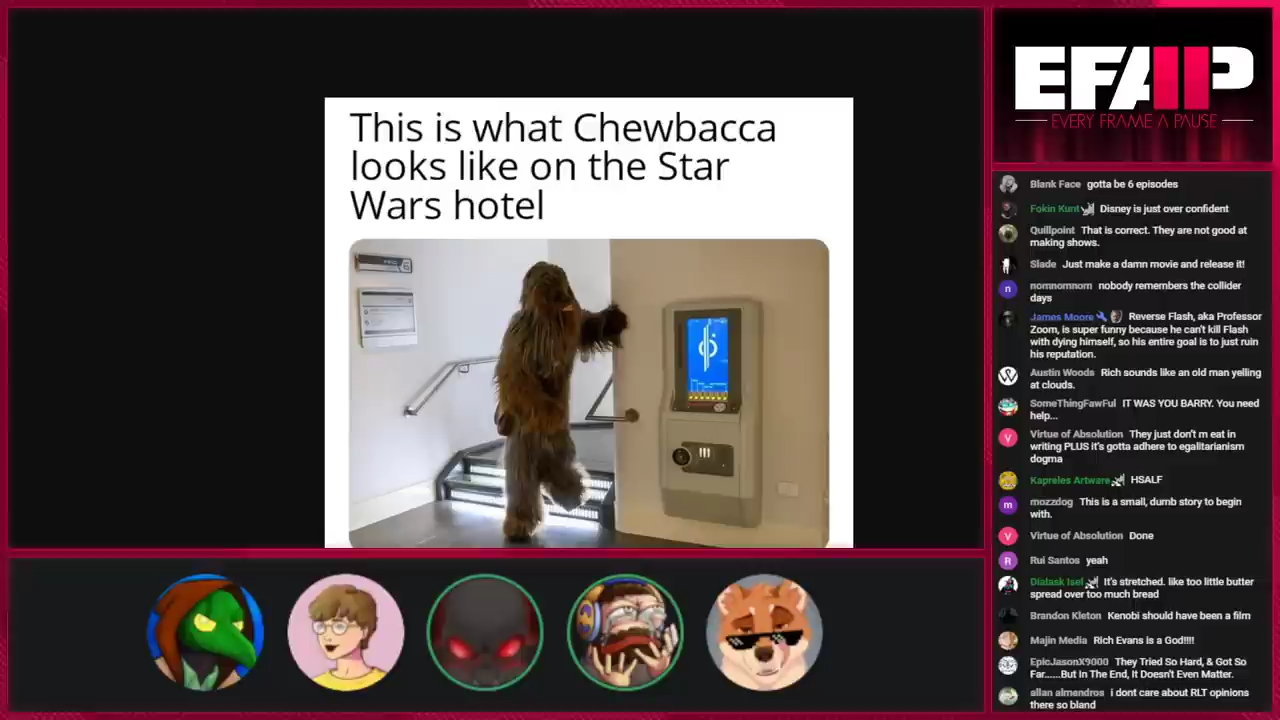 This is what Chewbacca
looks like on the Star
Wars hotel
EFAP
EVERY FRAME A PAUSE
Blank Face gotta be 6 episodes
Fokin Kunt Disney is just over confident
Quillpoint That is correct. They are not good at
making shows.
Slade Just make a damn movie and release it!
nomnomnom nobody remembers the collider
days
James Moore Reverse Flash, aka Professor
Zoom, is super funny because he can't kill Flash
with dying himself, so his entire goal is to just ruin
his reputation.
Austin Woods Rich sounds like an old man yelling
at clouds.
SomeThingFawFul IT WAS YOU BARRY. You need
help...
Virtue of Absolution They just don't m eat in
writing PLUS it's gotta adhere to egalitarianism
dogma
Kapreles Artware HSALF
mozzdog This is a small, dumb story to begin
with.
Virtue of Absolution Done
Rui Santos yeah
Diatask Isel It's stretched. like too little butter
spread over too much bread
Brandon Kleton Kenobi should have been a film
Majin Media Rich Evans is a God!!!!
EpicJasonX9000 They Tried So Hard, & Got So
Far......But In The End, It Doesn't Even Matter.
allan almendros i dont care about RLT opinions
there so bland